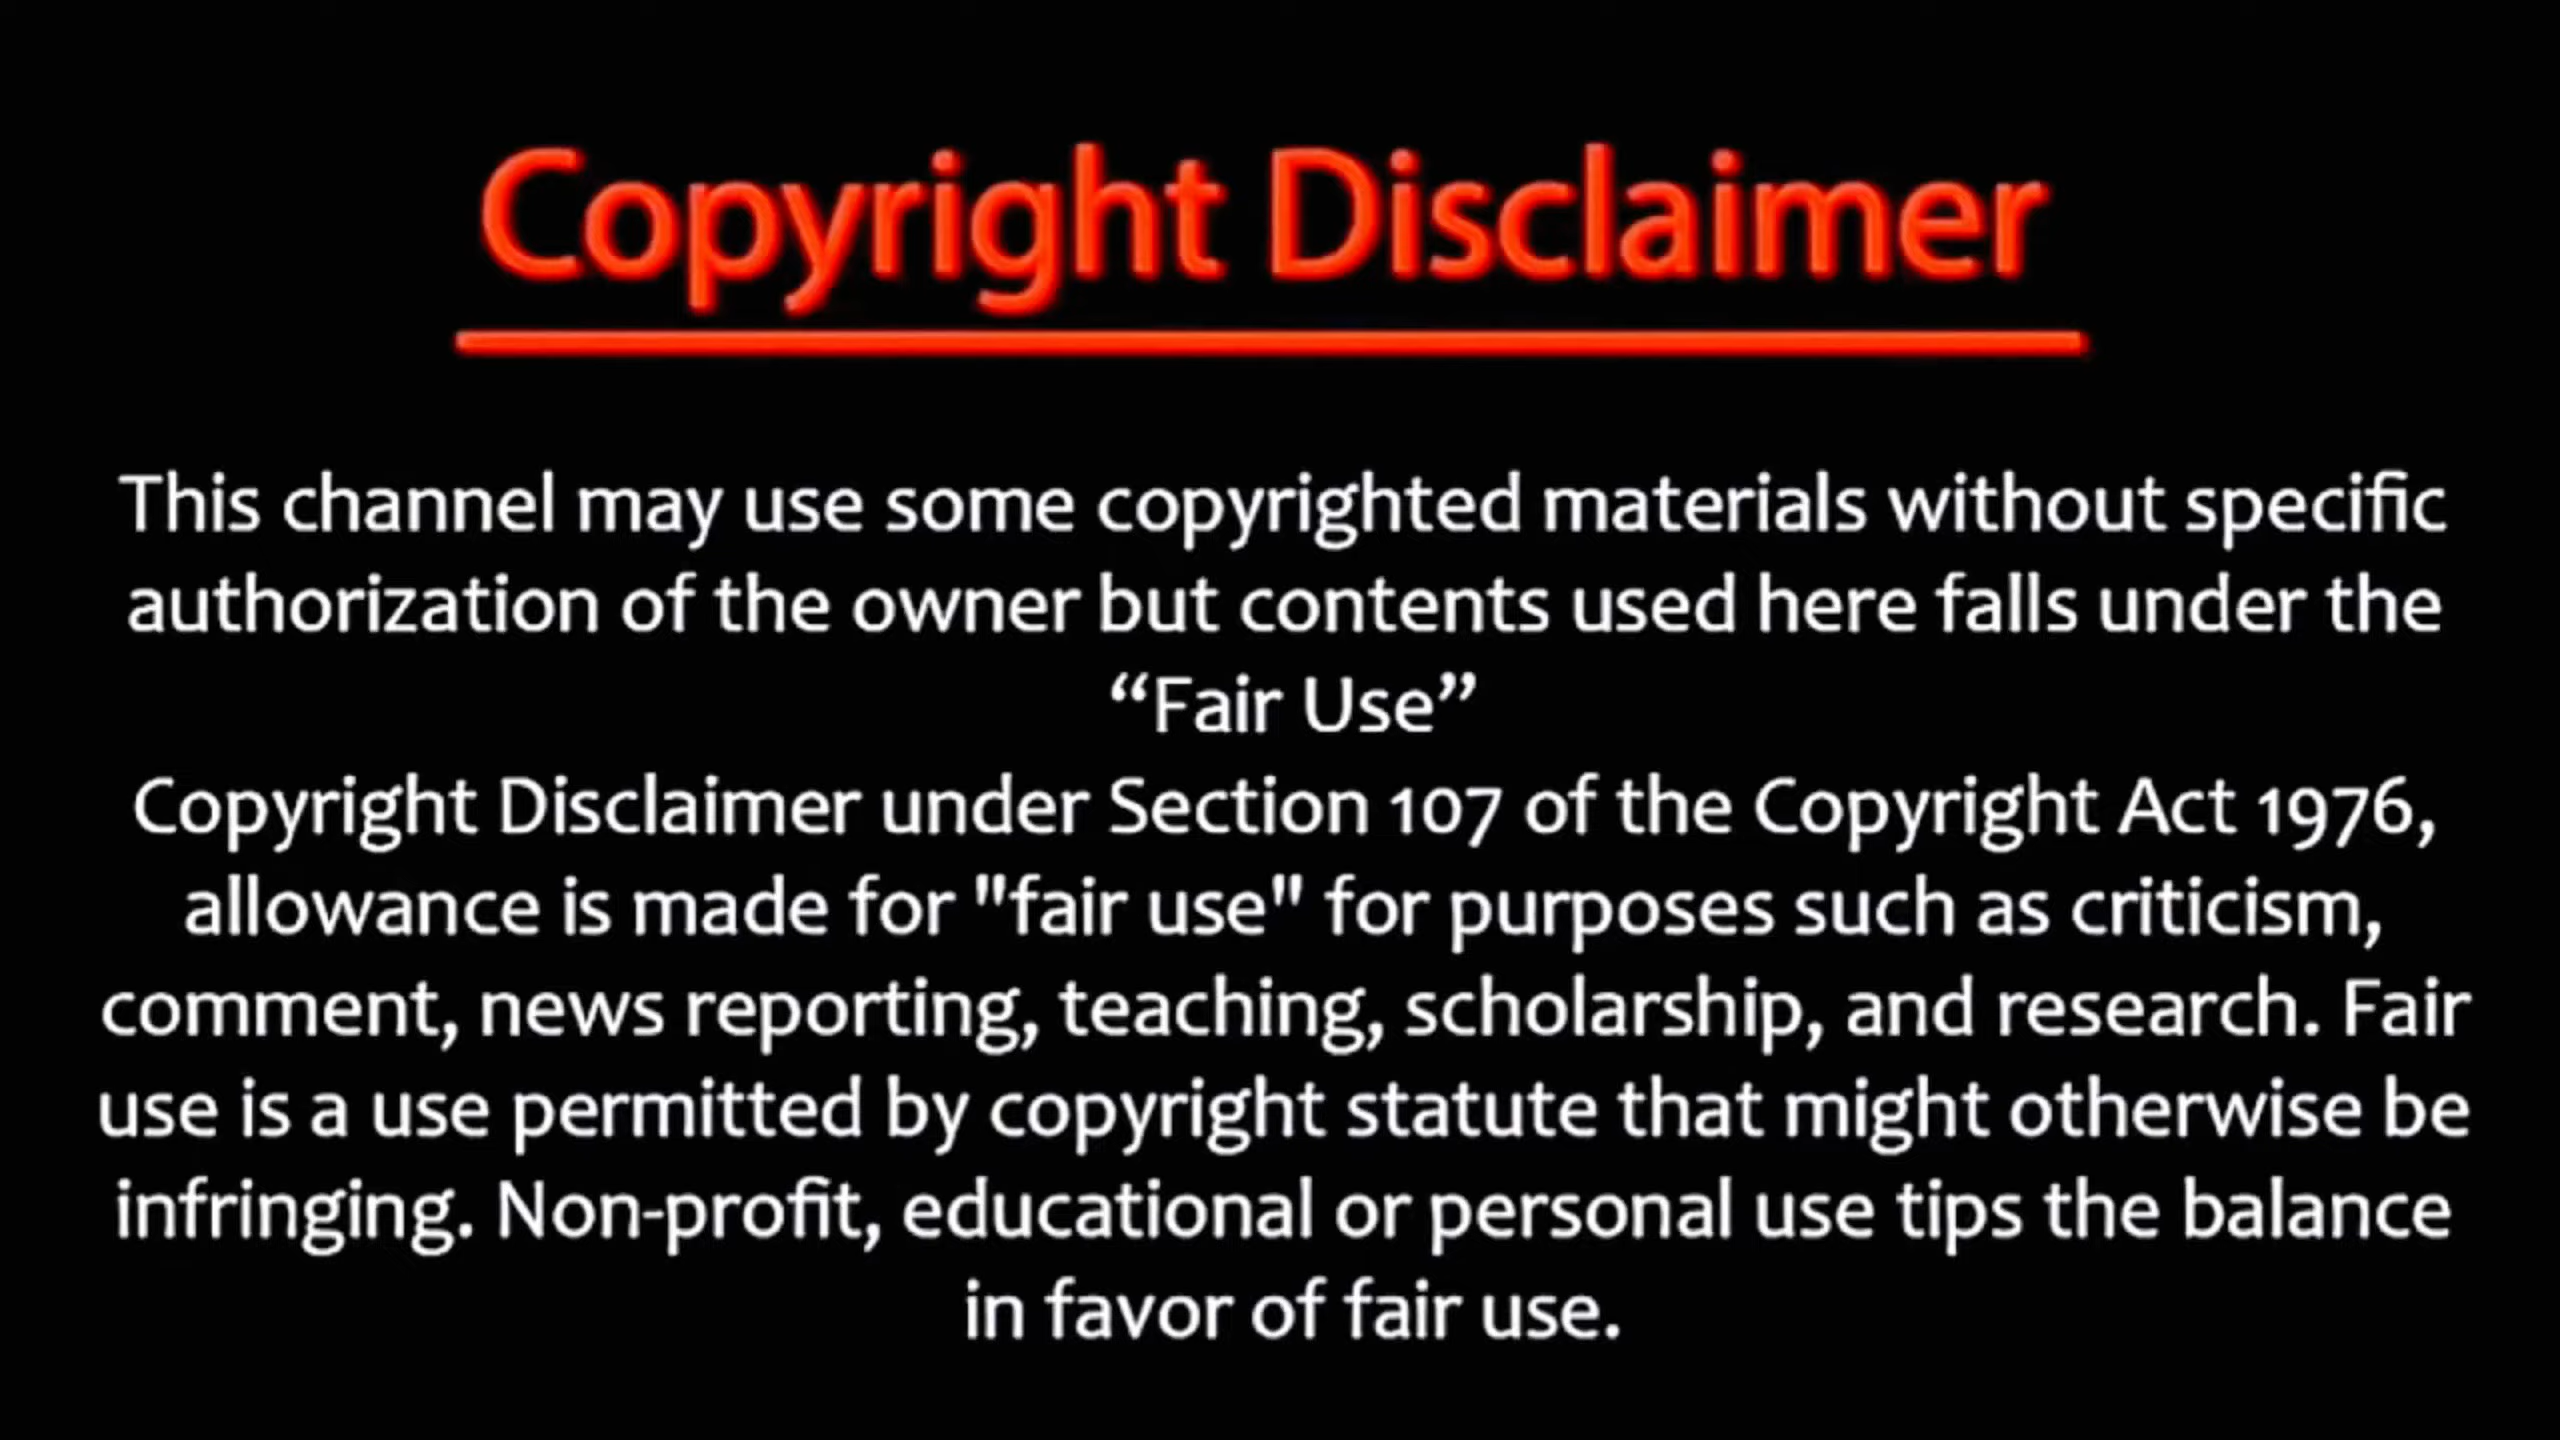 Copyright Disclaimer
This channel may use some copyrighted materials without specific
authorization of the owner but contents used here falls under the
“Fair Use”
Copyright Disclaimer under Section 107 of the Copyright Act 1976,
allowance is made for "fair use" for purposes such as criticism,
comment, news reporting, teaching, scholarship, and research. Fair
use is a use permitted by copyright statute that might otherwise be
infringing. Non-profit, educational or personal use tips the balance
in favor of fair use.